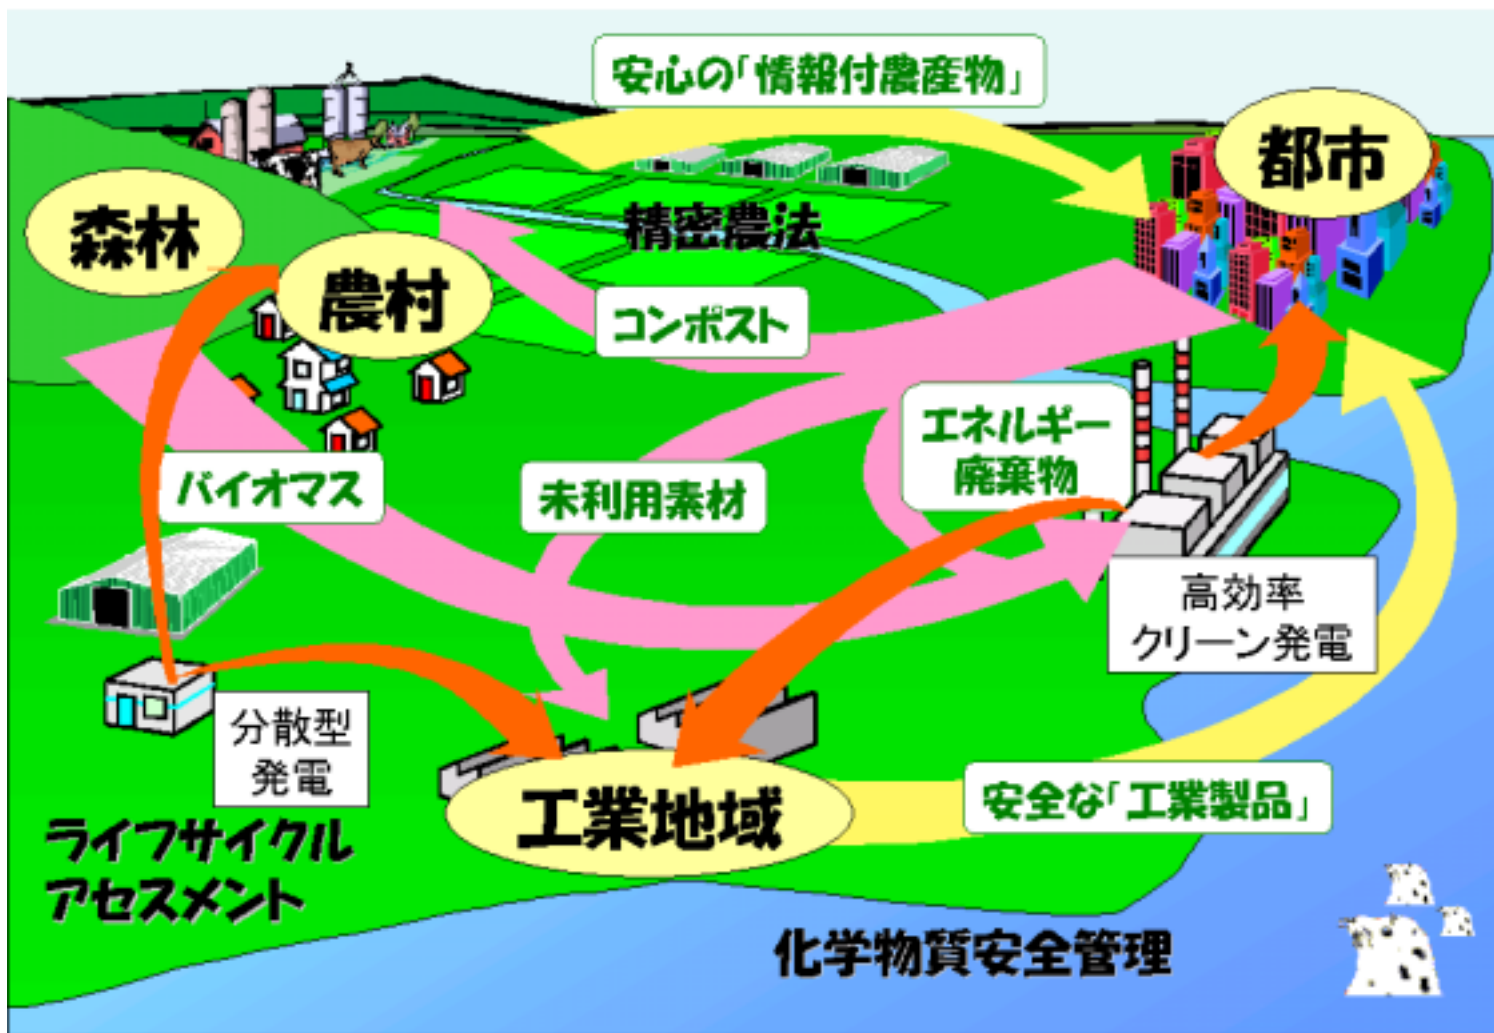 安心の「情報付農産物」
都市
森林
精密農法
農村
コンポスト
エネルギー
廃棄物
バイオマス
未利用素材
高効率
クリーン発電
分散型
発電
工業地域
安全な「工業製品」
ライフサイクル
アセスメント
化学物質安全管理